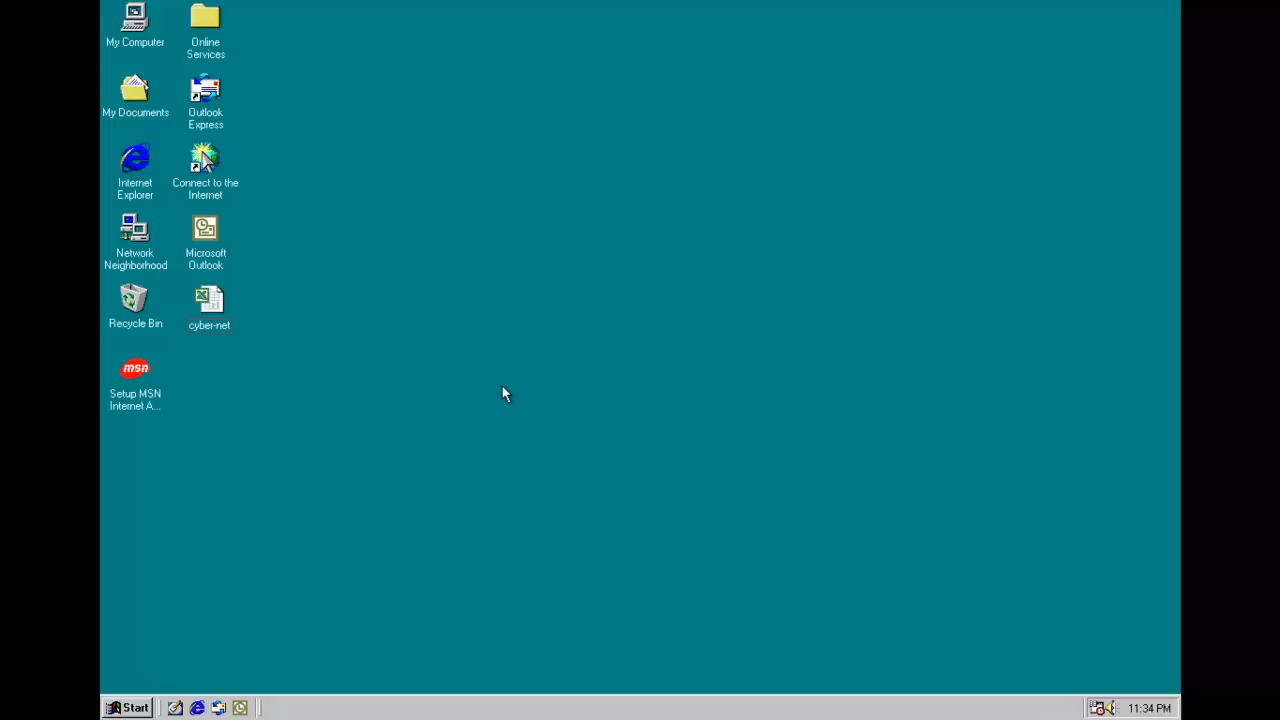 My Computer
Online
Services
My Documents
Outlook
Express
Internet
Explorer
Connect to the
Internet
Network
Neighborhood
Microsoft
Outlook
Recycle Bin
cyber-net
msn
Setup MSN
Internet A...
Start
11:34 PM